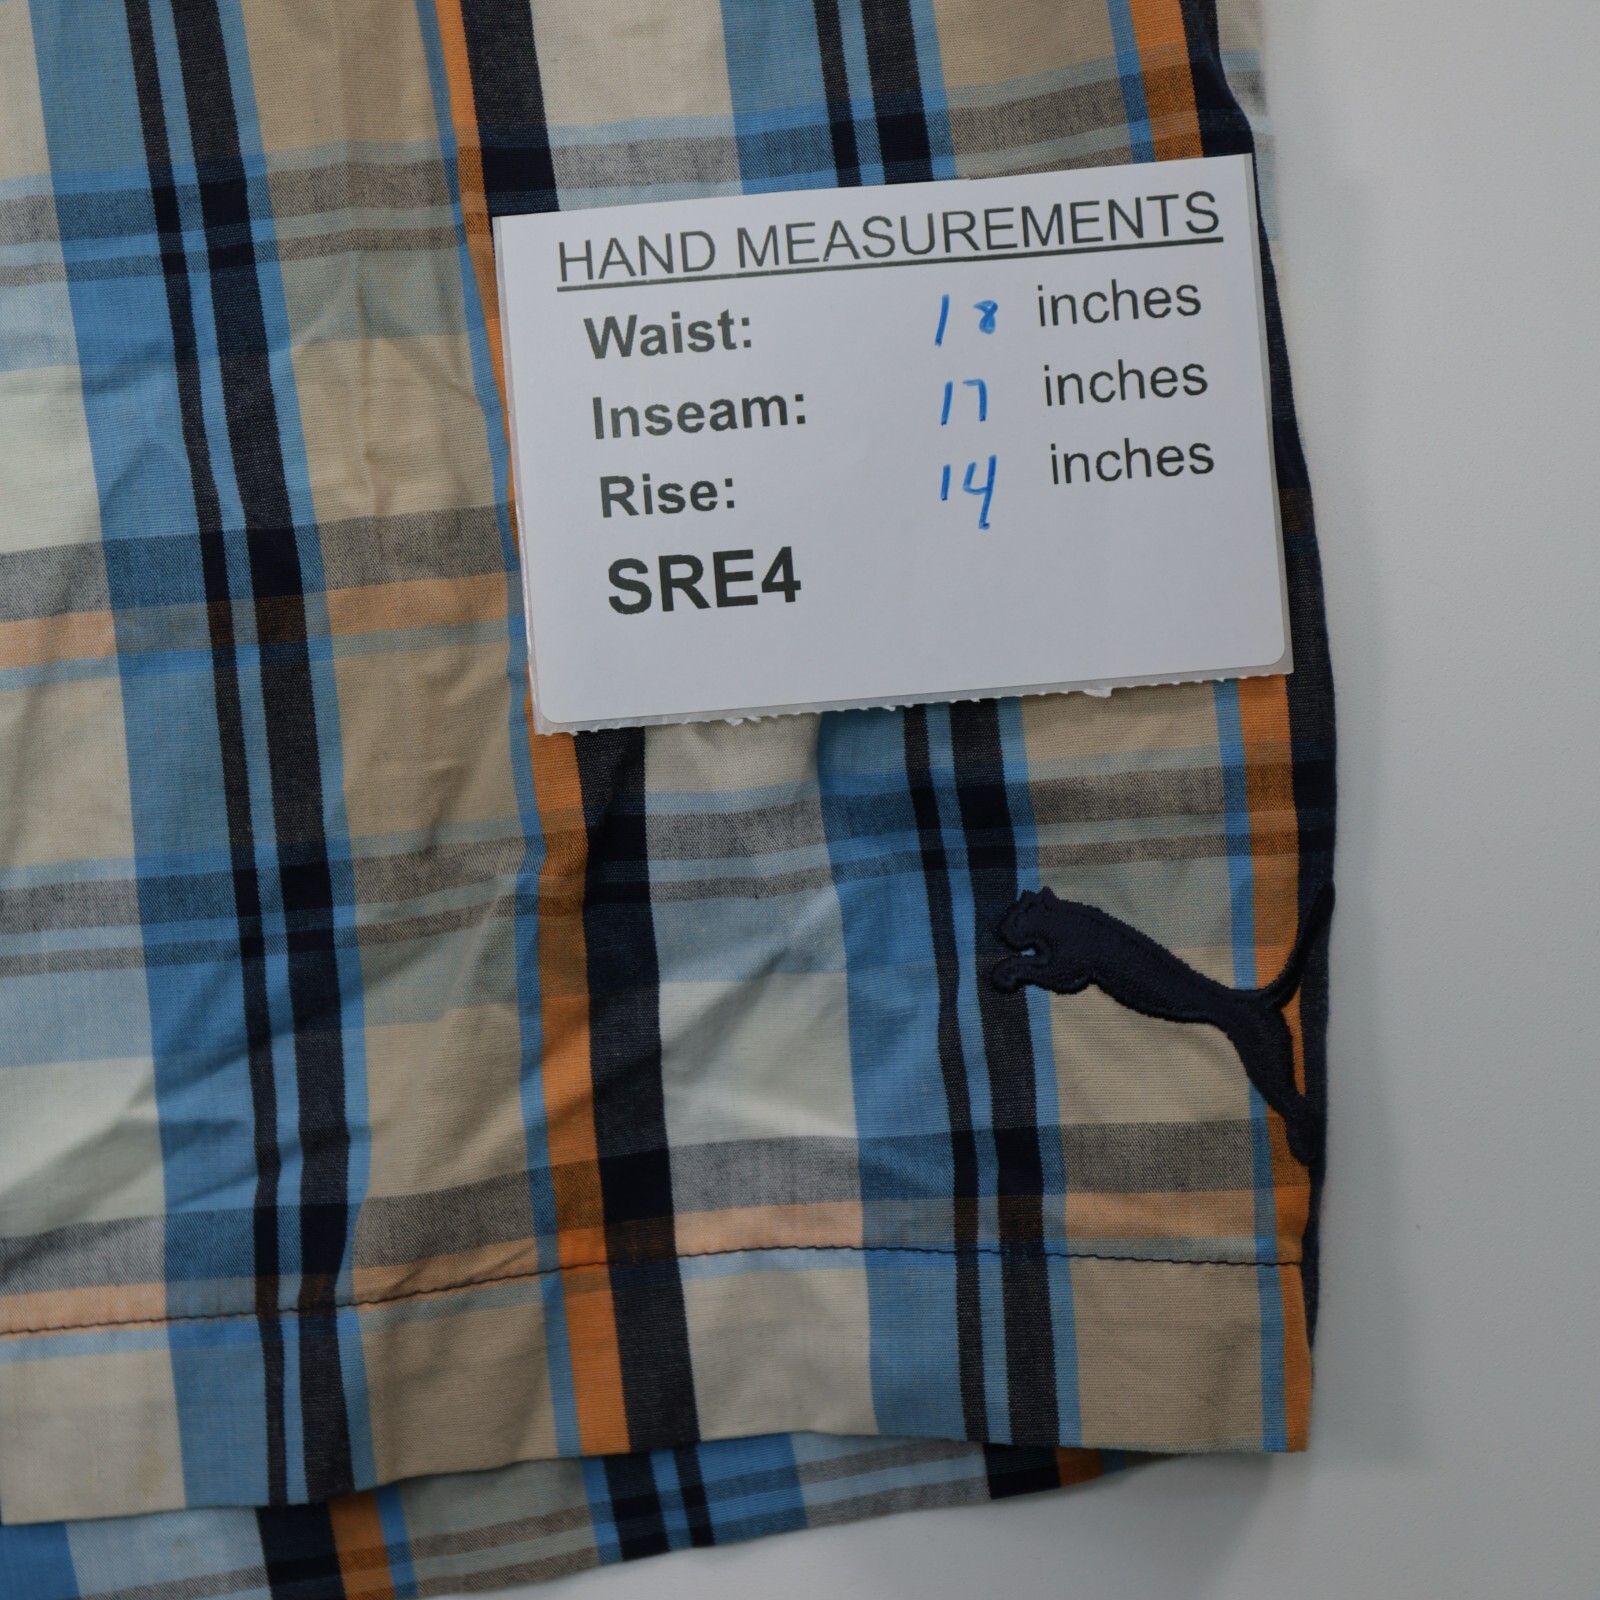 HAND MEASUREMENTS
Waist: 18 inches
Inseam: 17 inches
Rise: 14 inches
SRE4